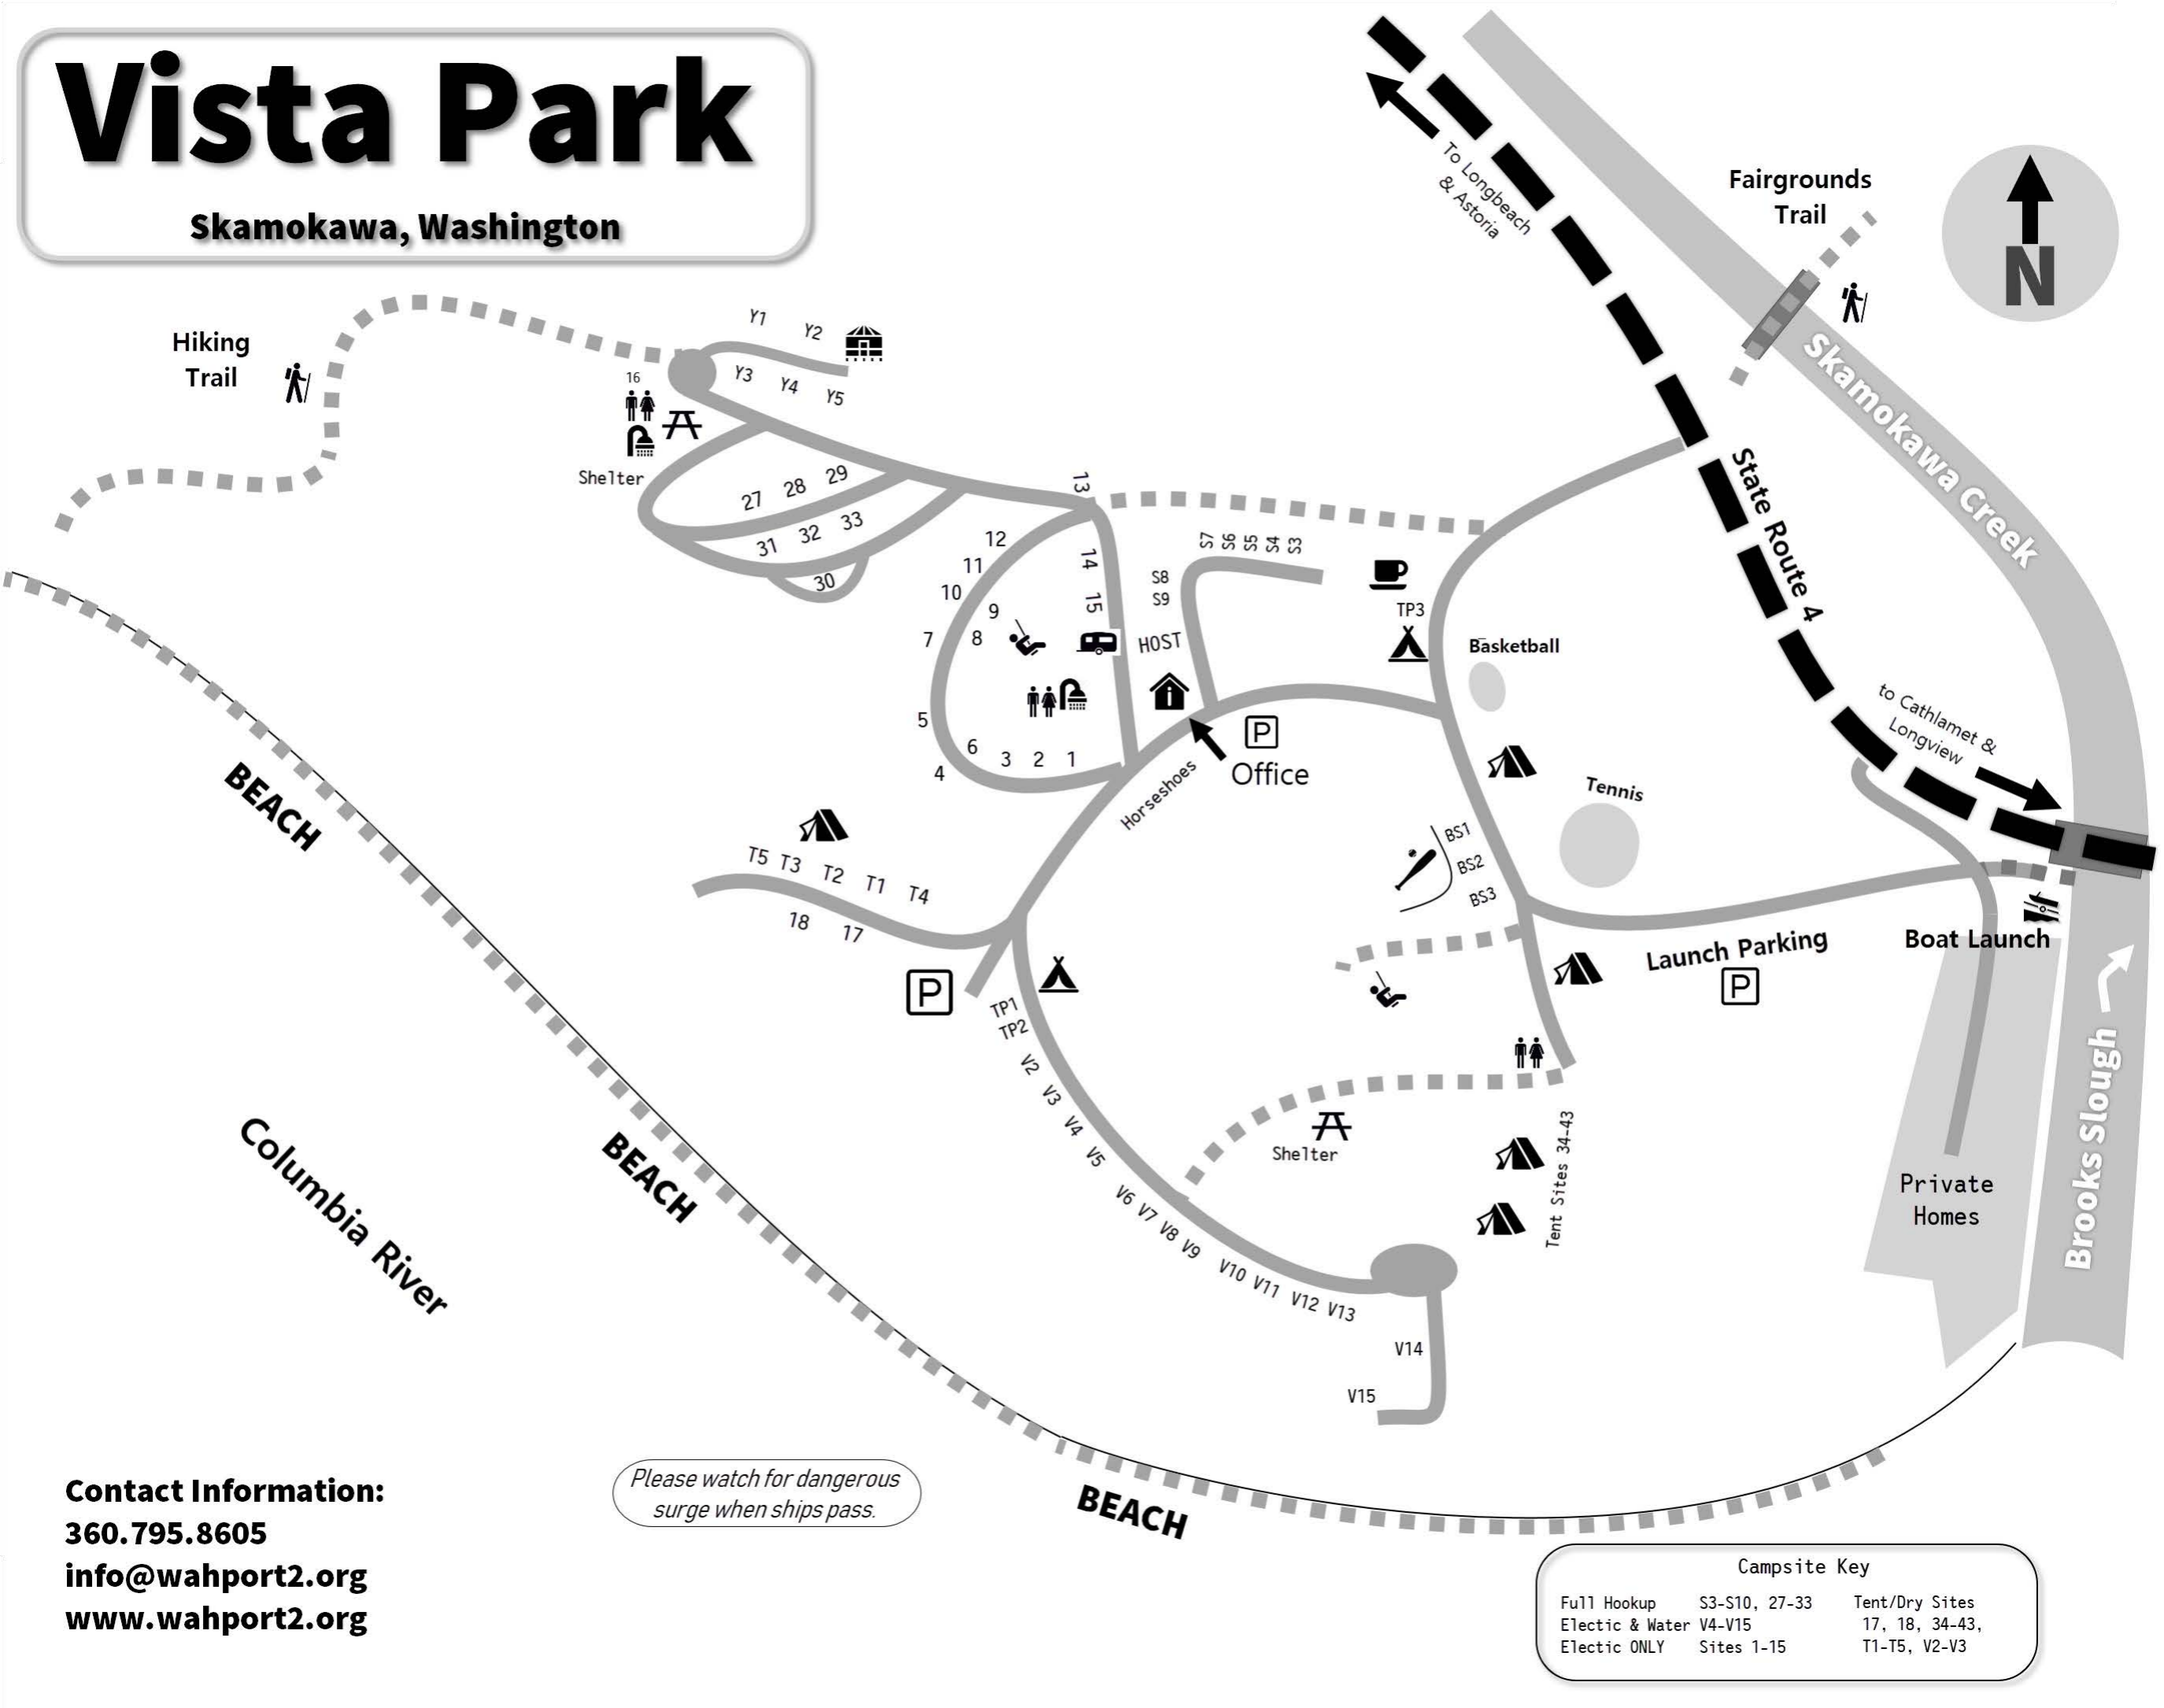 Vista Park
Skamokawa, Washington
To Longbeach
& Astoria
Fairgrounds
Trail
N
Hiking
Trail
Y1
Y2
Y3
Y4
Y5
16
Shelter
27
28
29
31
32
33
30
13
12
11
10
9
8
7
5
6
4
3
2
1
14
15
S7
S6
S5
S4
S3
S8
S9
HOST
TP3
Basketball
State Route 4
Skamokawa Creek
to Cathlamet &
Longview
P
Office
Horseshoes
Tennis
BS1
BS2
BS3
T5
T3
T2
T1
T4
18
17
P
TP1
TP2
V2
V3
V4
V5
V6
V7
V8
V9
V10
V11
V12
V13
V14
V15
Launch Parking
P
Boat Launch
Shelter
Tent Sites 34-43
Private
Homes
Brooks Slough
BEACH
BEACH
BEACH
Columbia River
Please watch for dangerous
surge when ships pass.
Contact Information:
360.795.8605
info@wahport2.org
www.wahport2.org
Campsite Key
Full Hookup S3-S10, 27-33
Electic & Water V4-V15
Electic ONLY Sites 1-15
Tent/Dry Sites
17, 18, 34-43,
T1-T5, V2-V3